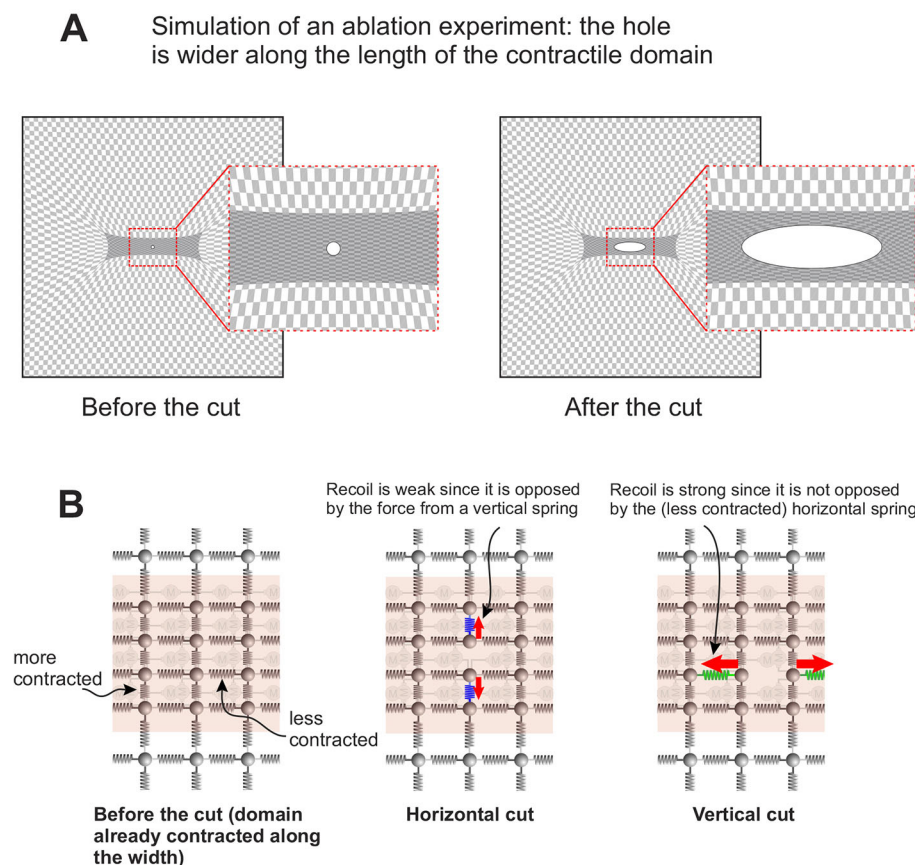 A
Simulation of an ablation experiment: the hole
is wider along the length of the contractile domain
Before the cut
After the cut
B
Recoil is weak since it is opposed
by the force from a vertical spring
Recoil is strong since it is not opposed
by the (less contracted) horizontal spring
more
contracted
less
contracted
Before the cut (domain
already contracted along
the width)
Horizontal cut
Vertical cut